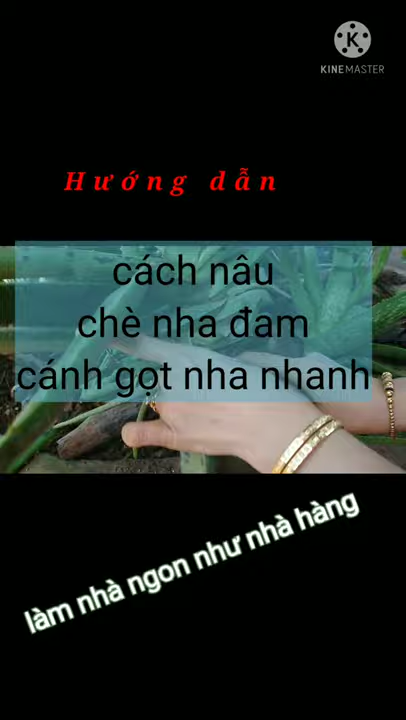 KINEMASTER
Hướng dẫn
cách nâu
chè nha đam
cánh gọt nha nhanh
làm nhà ngon như nhà hàng